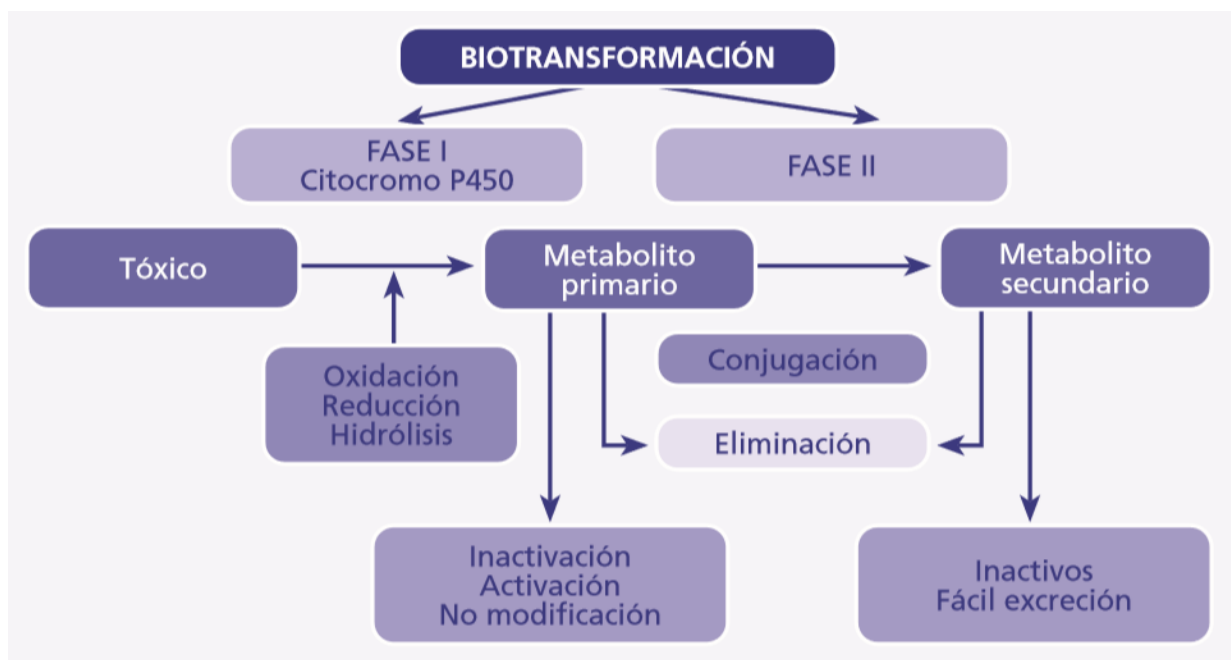 BIOTRANSFORMACIÓN
FASE I
Citocromo P450
FASE II
Tóxico
Metabolito
primario
Metabolito
secundario
Oxidación
Reducción
Hidrólisis
Conjugación
Eliminación
Inactivación
Activación
No modificación
Inactivos
Fácil excreción